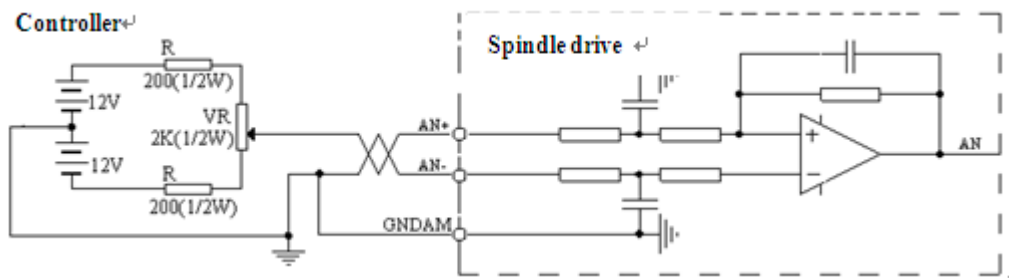 Controller↵
Spindle drive ↵
R
200(1/2W)
12V
VR
2K(1/2W)
12V
R
200(1/2W)
AN+
AN-
GNDAM
+
−
AN